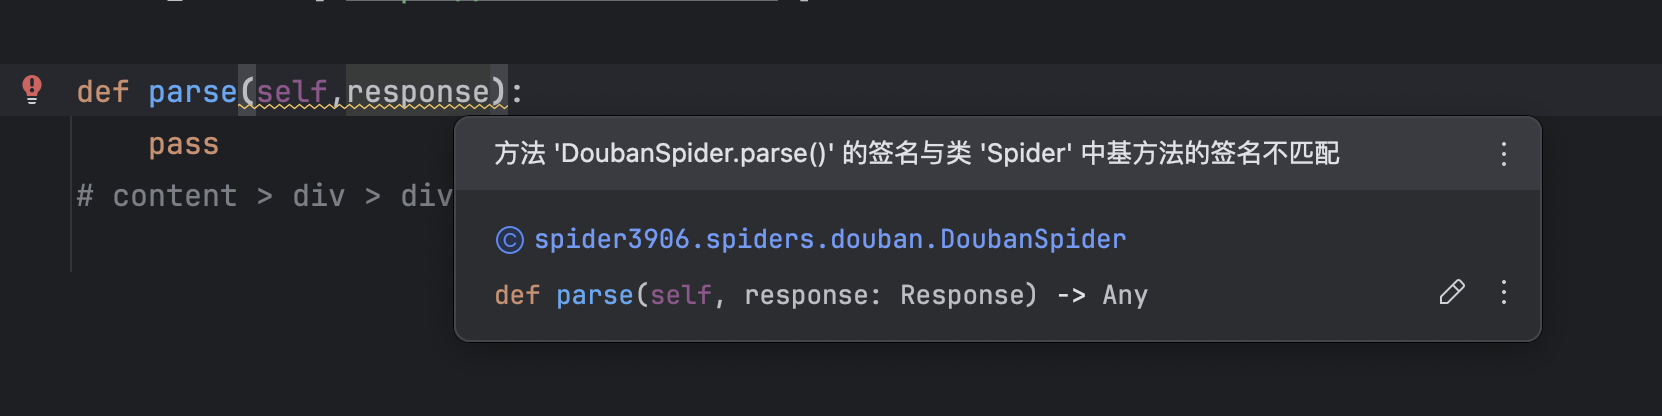 def parse(self,response):
pass
方法 'DoubanSpider.parse()' 的签名与类 'Spider' 中基方法的签名不匹配
# content > div > div
spider3906.spiders.douban.DoubanSpider
def parse(self, response: Response) -> Any